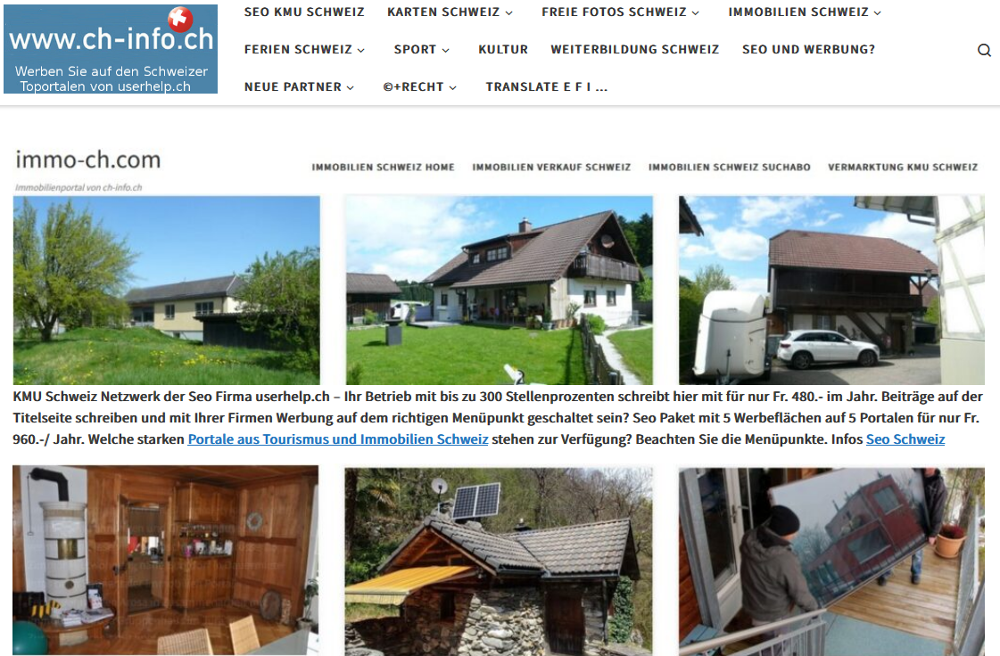 www.ch-info.ch
Werben Sie auf den Schweizer
Toportalen von userhelp.ch
SEO KMU SCHWEIZ KARTEN SCHWEIZ FREIE FOTOS SCHWEIZ IMMOBILIEN SCHWEIZ
FERIEN SCHWEIZ SPORT KULTUR WEITERBILDUNG SCHWEIZ SEO UND WERBUNG?
NEUE PARTNER ©+RECHT TRANSLATE E F I ...
immo-ch.com
IMMOBILIEN SCHWEIZ HOME IMMOBILIEN VERKAUF SCHWEIZ IMMOBILIEN SCHWEIZ SUCHABO VERMARKTUNG KMU SCHWEIZ
Immobilienportal von ch-info.ch
KMU Schweiz Netzwerk der Seo Firma userhelp.ch – Ihr Betrieb mit bis zu 300 Stellenprozenten schreibt hier mit für nur Fr. 480.- im Jahr. Beiträge auf der
Titelseite schreiben und mit Ihrer Firmen Werbung auf dem richtigen Menüpunkt geschaltet sein? Seo Paket mit 5 Werbeflächen auf 5 Portalen für nur Fr.
960.-/ Jahr. Welche starken Portale aus Tourismus und Immobilien Schweiz stehen zur Verfügung? Beachten Sie die Menüpunkte. Infos Seo Schweiz